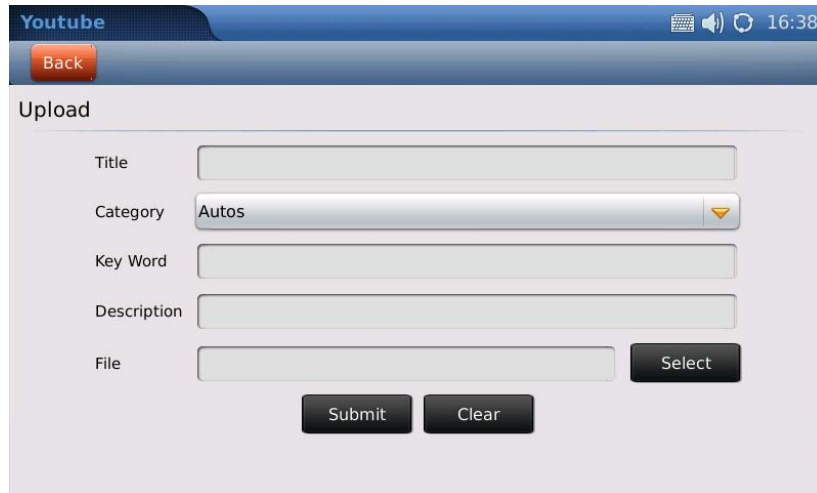 Youtube 16:38
Back
Upload
Title
Category Autos
Key Word
Description
File Select
Submit Clear